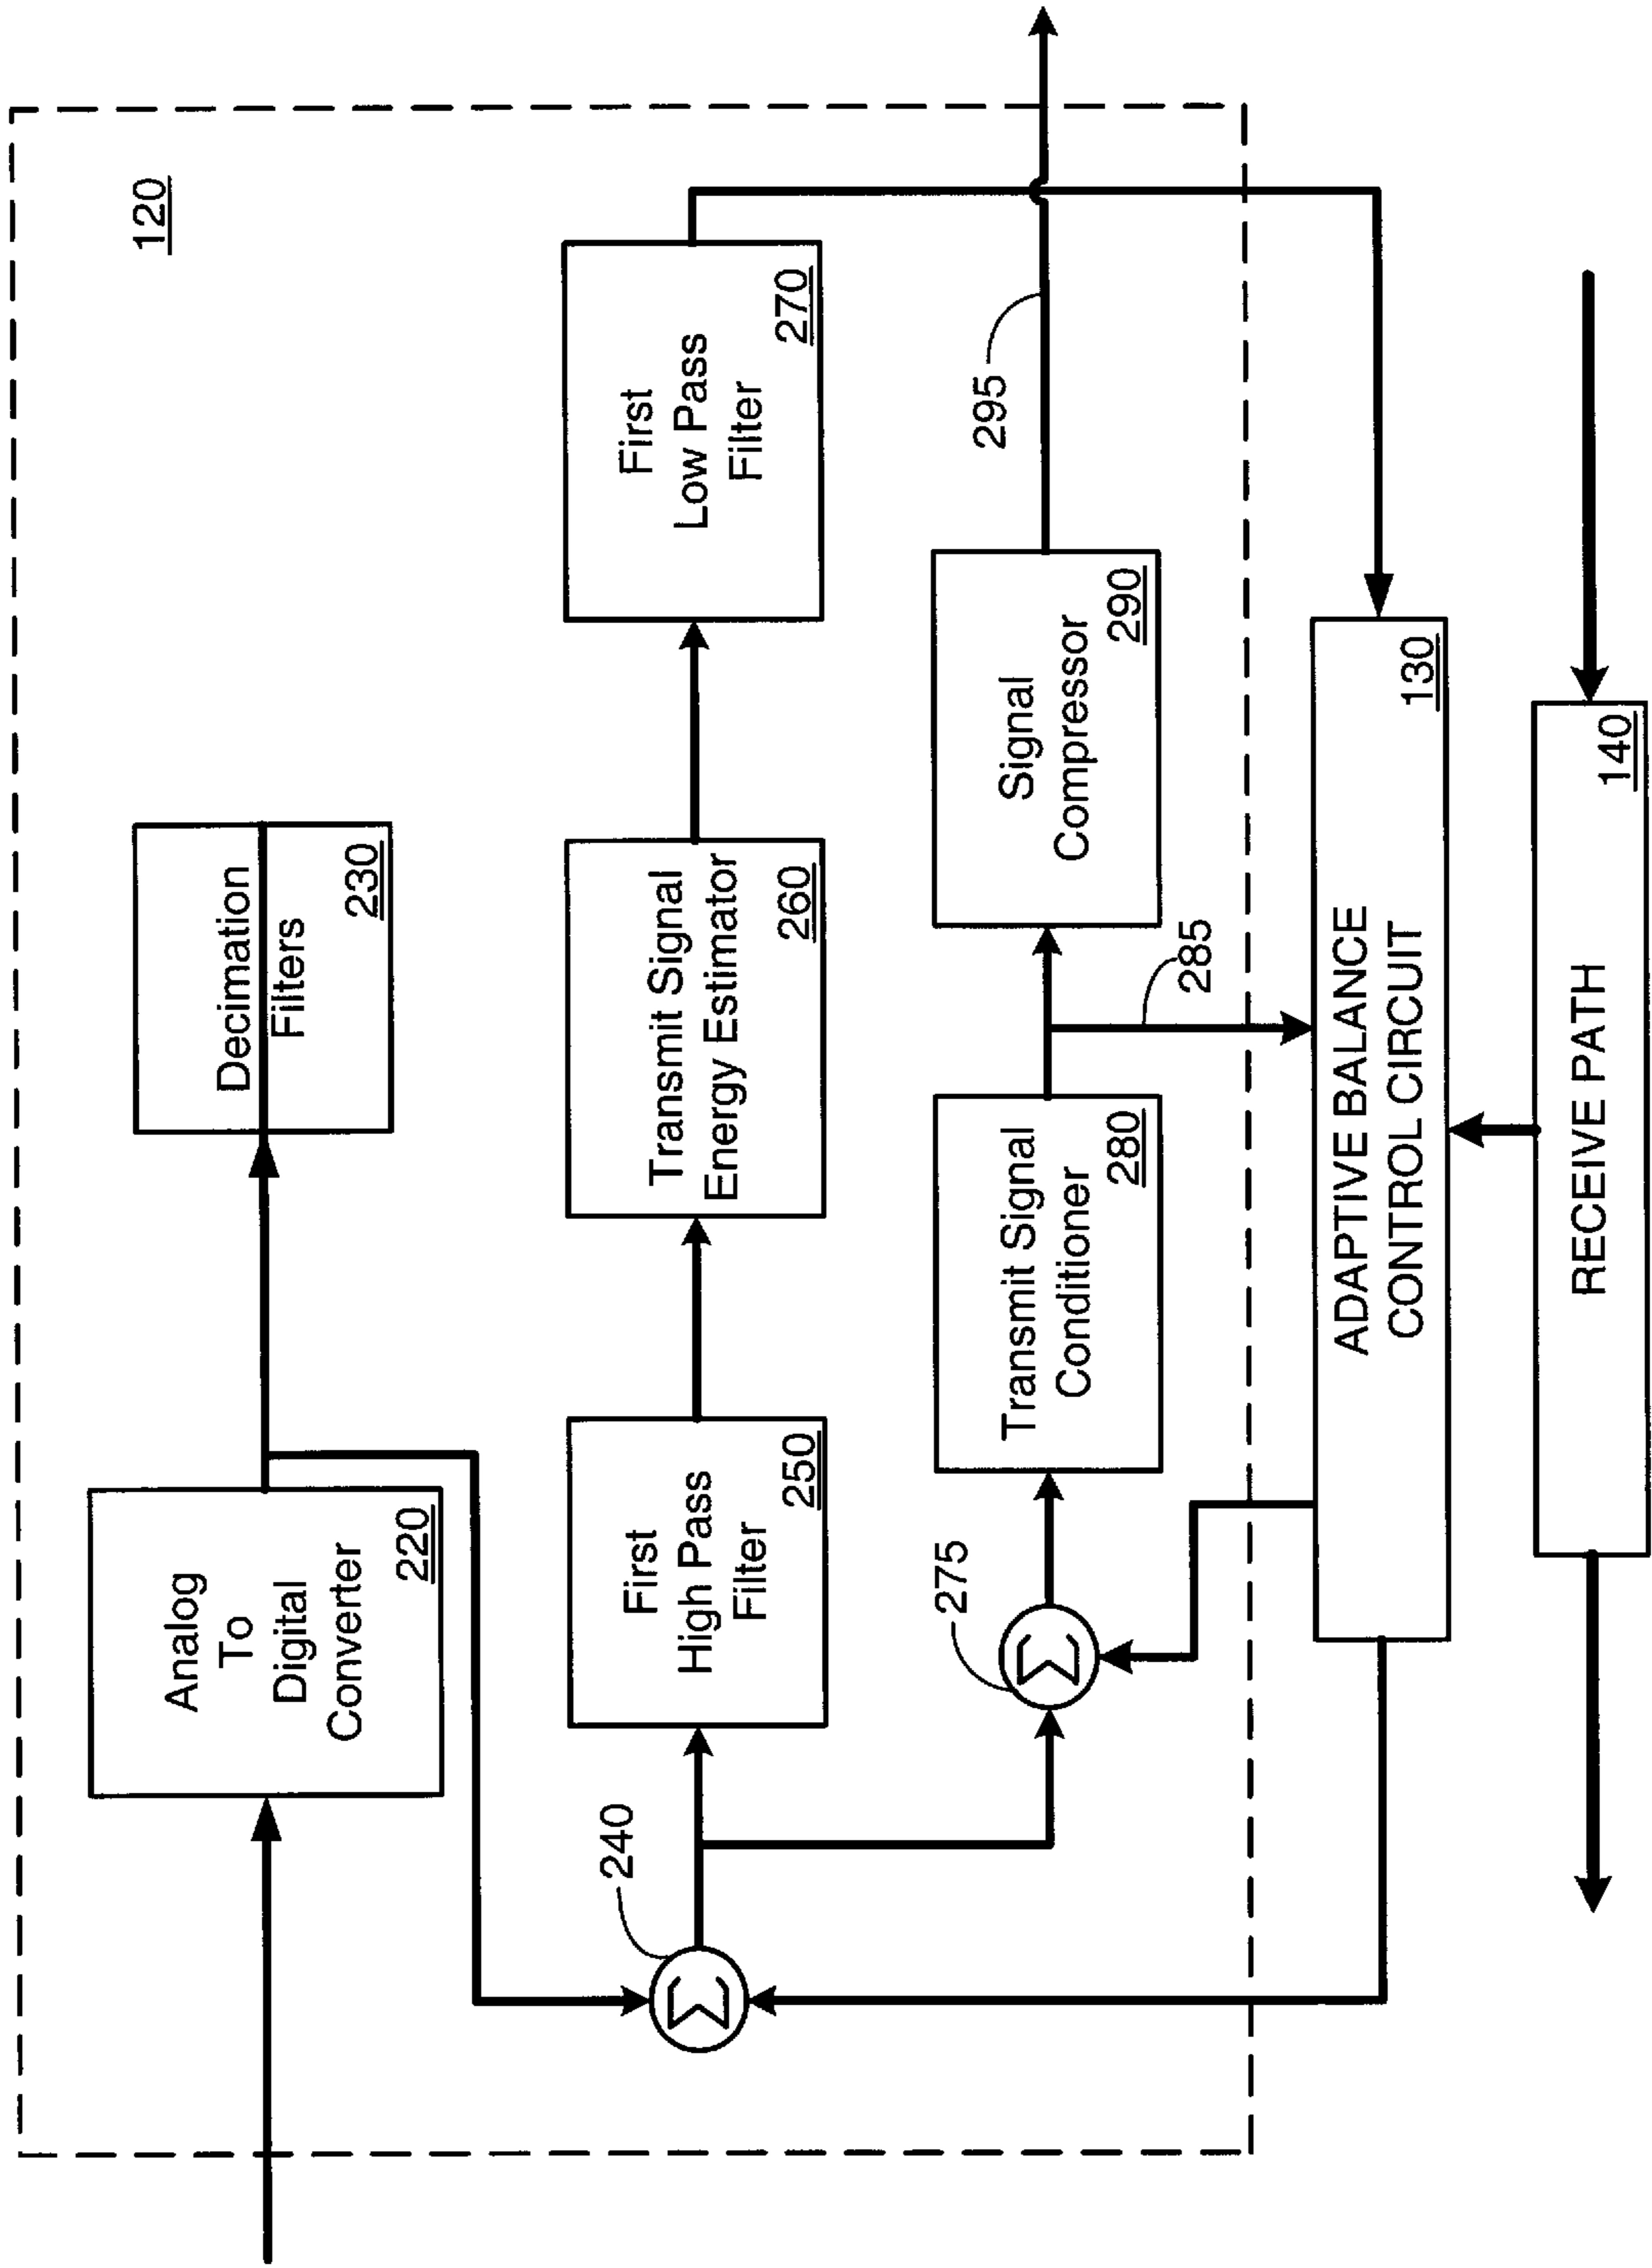 120
Analog
To
Digital
Converter
220
Decimation
Filters
230
240
First
High Pass
Filter
250
Transmit Signal
Energy Estimator
260
First
Low Pass
Filter
270
275
Σ
Σ
Transmit Signal
Conditioner
280
285
Signal
Compressor
290
295
ADAPTIVE BALANCE
CONTROL CIRCUIT
130
RECEIVE PATH
140